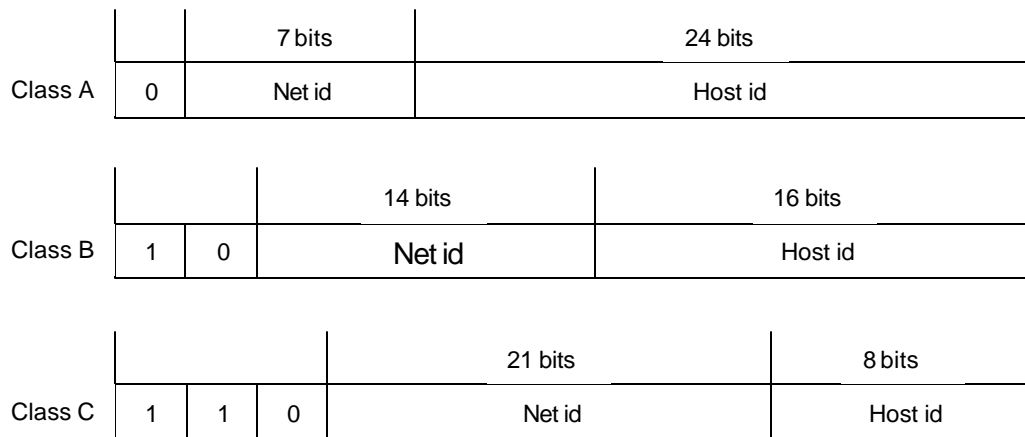 7 bits 24 bits
Class A 0 Net id Host id
14 bits 16 bits
Class B 1 0 Net id Host id
21 bits 8 bits
Class C 1 1 0 Net id Host id